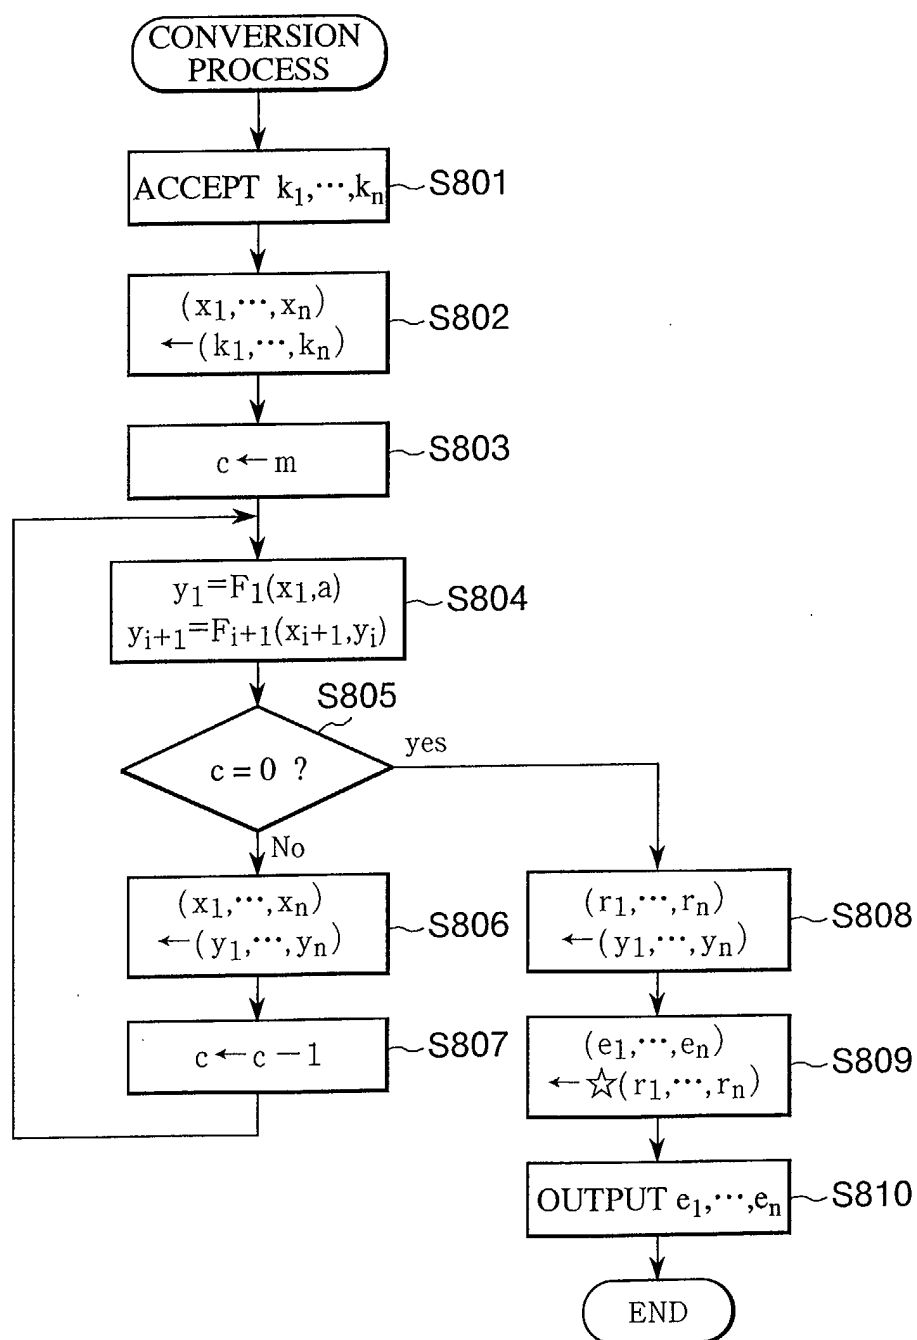 CONVERSION
PROCESS
ACCEPT k₁,⋯,kₙ
S801
(x₁,⋯,xₙ)
←(k₁,⋯,kₙ)
S802
c←m
S803
y₁=F₁(x₁,a)
yᵢ₊₁=Fᵢ₊₁(xᵢ₊₁,yᵢ)
S804
S805
c=0 ?
yes
No
(x₁,⋯,xₙ)
←(y₁,⋯,yₙ)
S806
c←c−1
S807
(r₁,⋯,rₙ)
←(y₁,⋯,yₙ)
S808
(e₁,⋯,eₙ)
←☆(r₁,⋯,rₙ)
S809
OUTPUT e₁,⋯,eₙ
S810
END